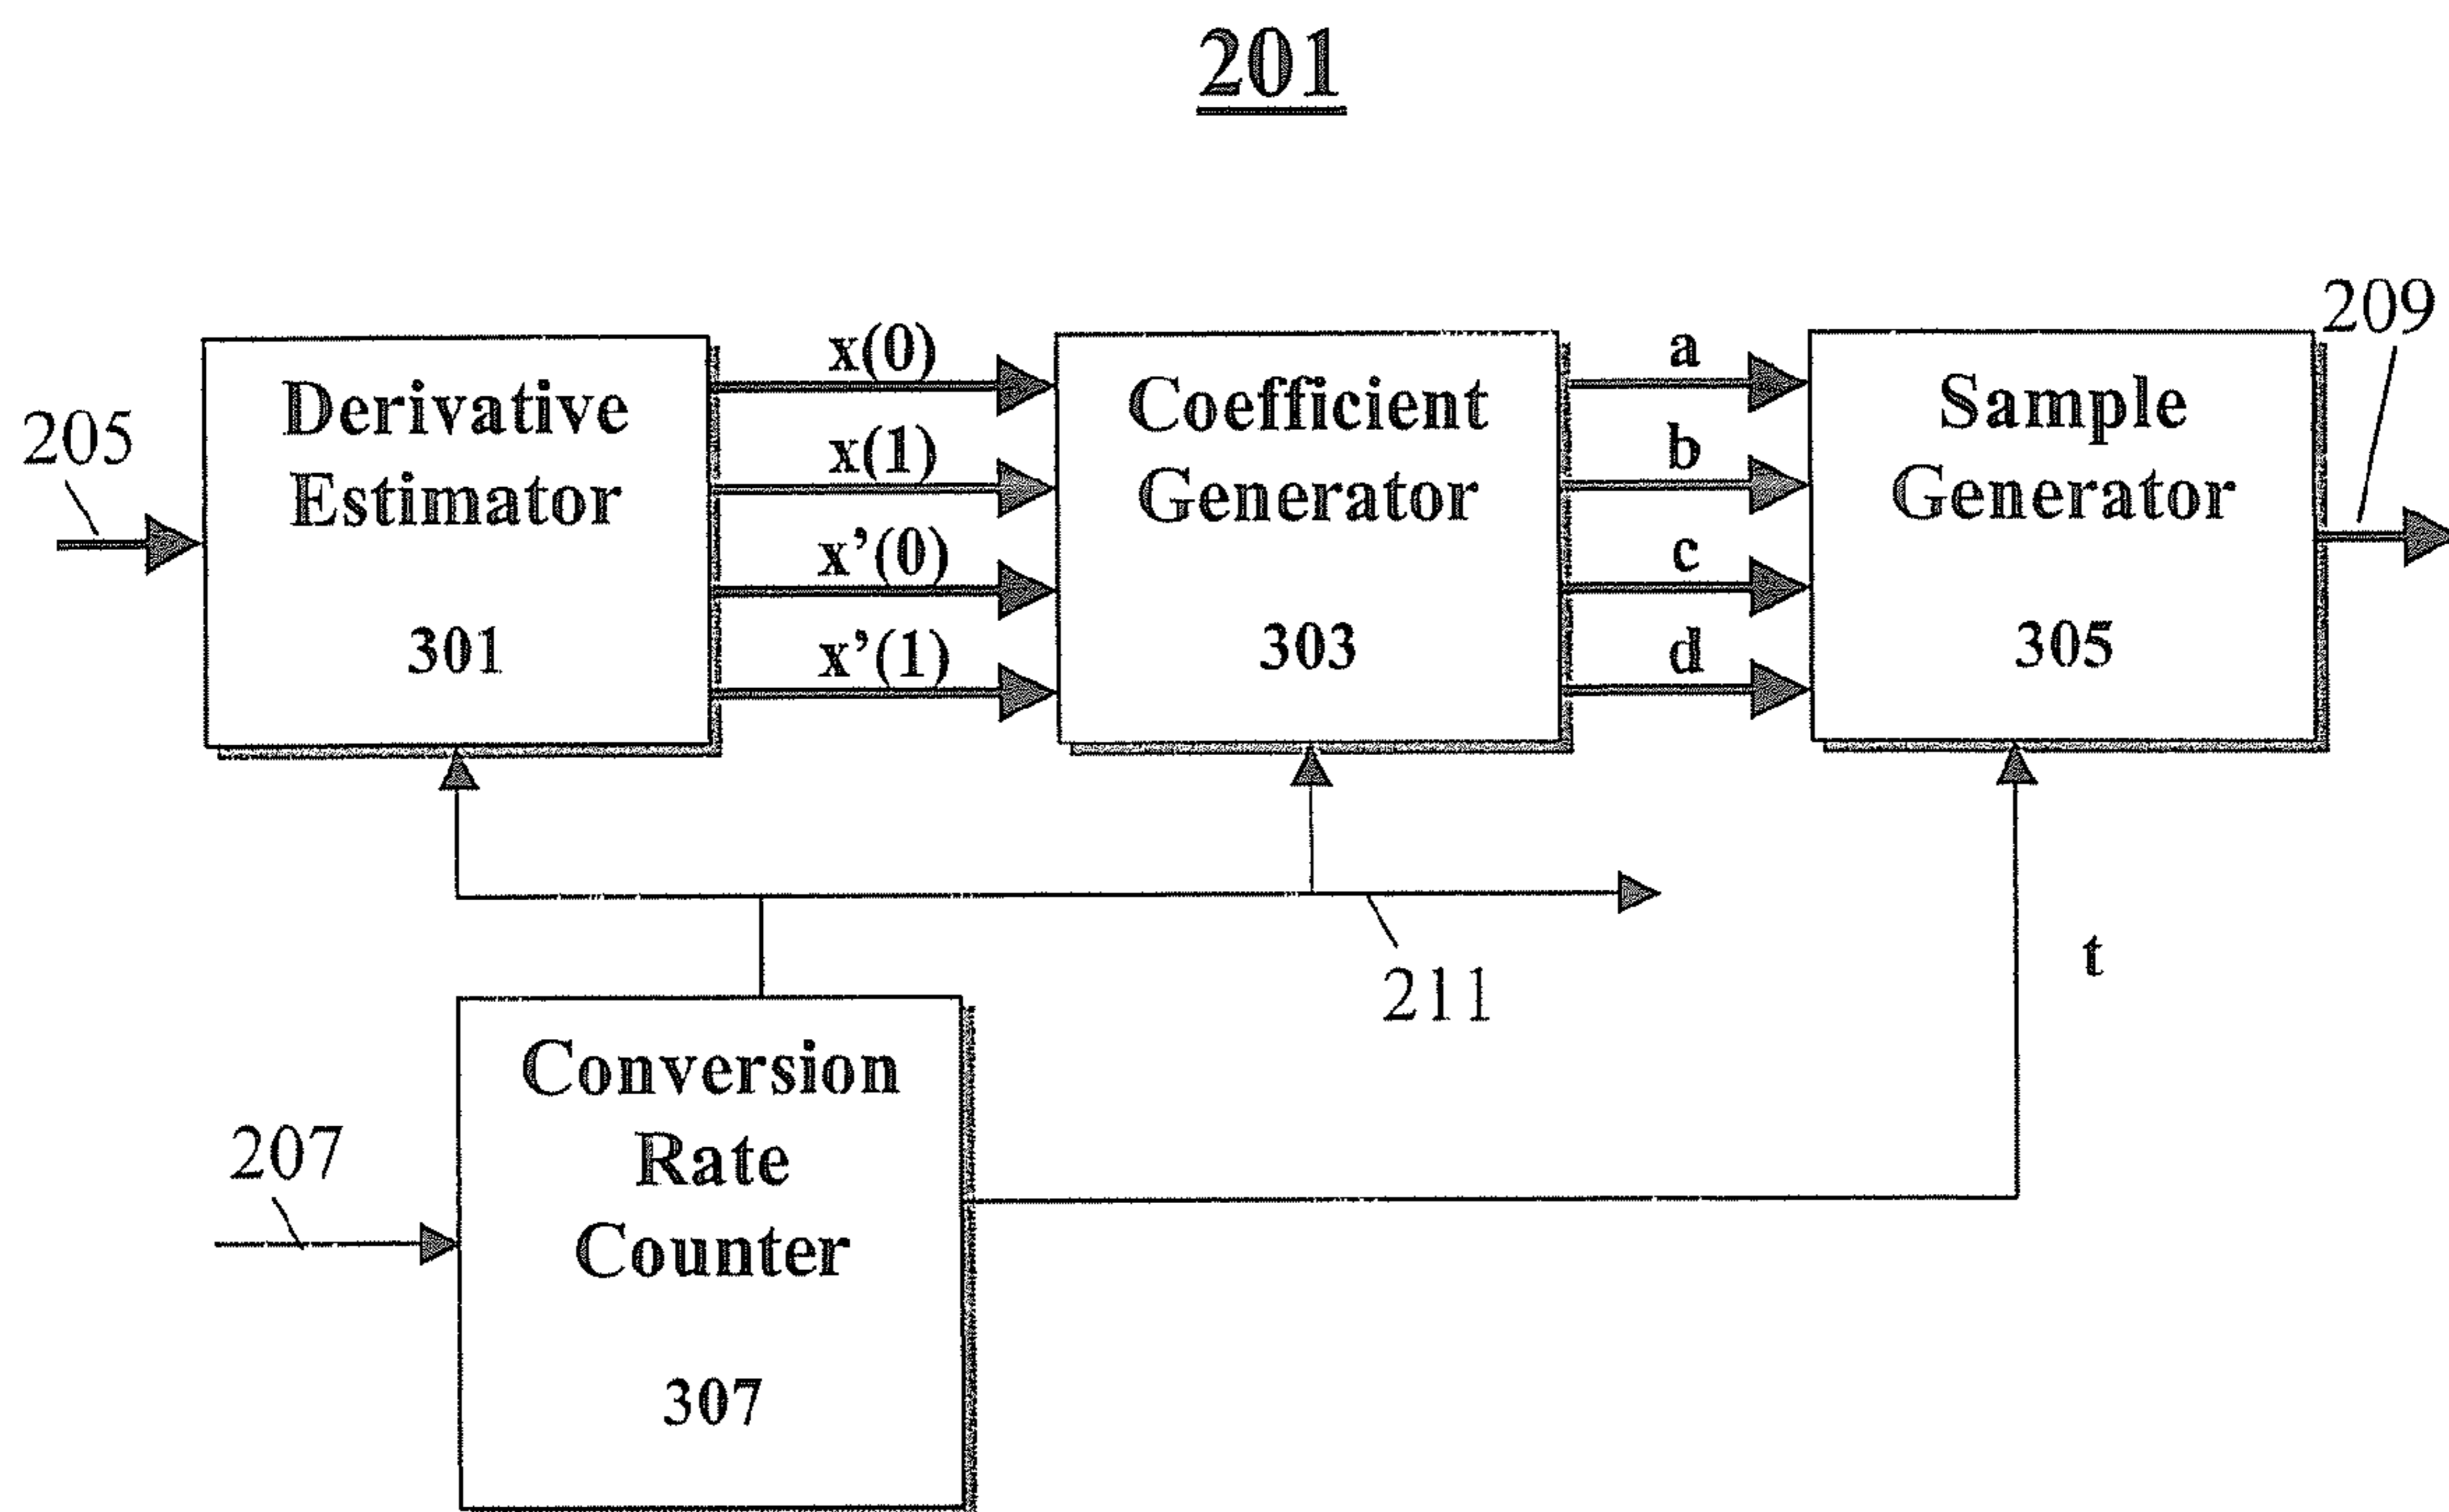 201
205
Derivative
Estimator
301
x(0)
x(1)
x’(0)
x’(1)
Coefficient
Generator
303
a
b
c
d
Sample
Generator
305
209
211
t
207
Conversion
Rate
Counter
307